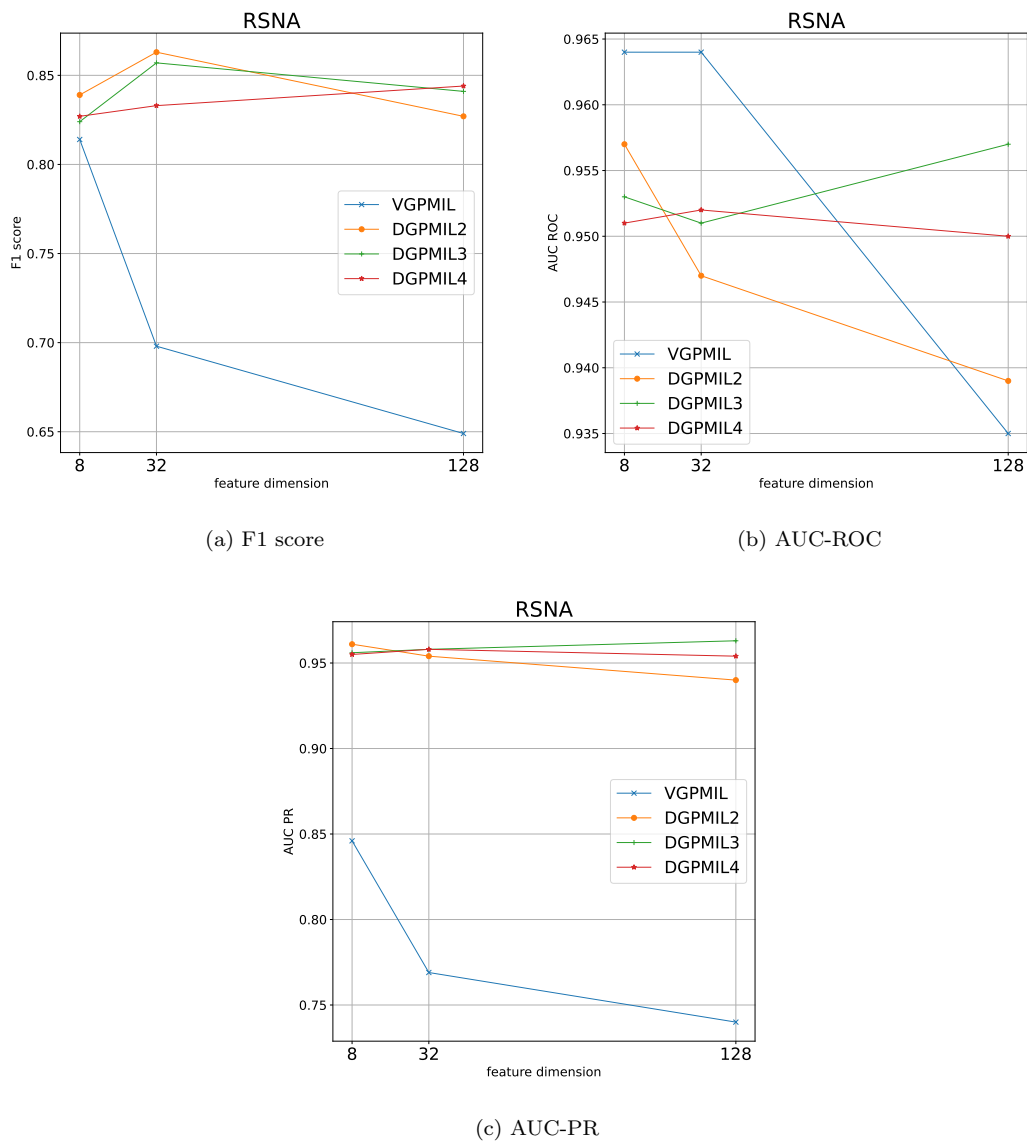 RSNA
0.85
0.80
0.75
0.70
0.65
F1 score
VGPMIL
DGPMIL2
DGPMIL3
DGPMIL4
8
32
128
feature dimension
(a) F1 score
RSNA
0.965
0.960
0.955
0.950
0.945
0.940
0.935
AUC ROC
VGPMIL
DGPMIL2
DGPMIL3
DGPMIL4
8
32
128
feature dimension
(b) AUC-ROC
RSNA
0.95
0.90
0.85
0.80
0.75
AUC PR
VGPMIL
DGPMIL2
DGPMIL3
DGPMIL4
8
32
128
feature dimension
(c) AUC-PR